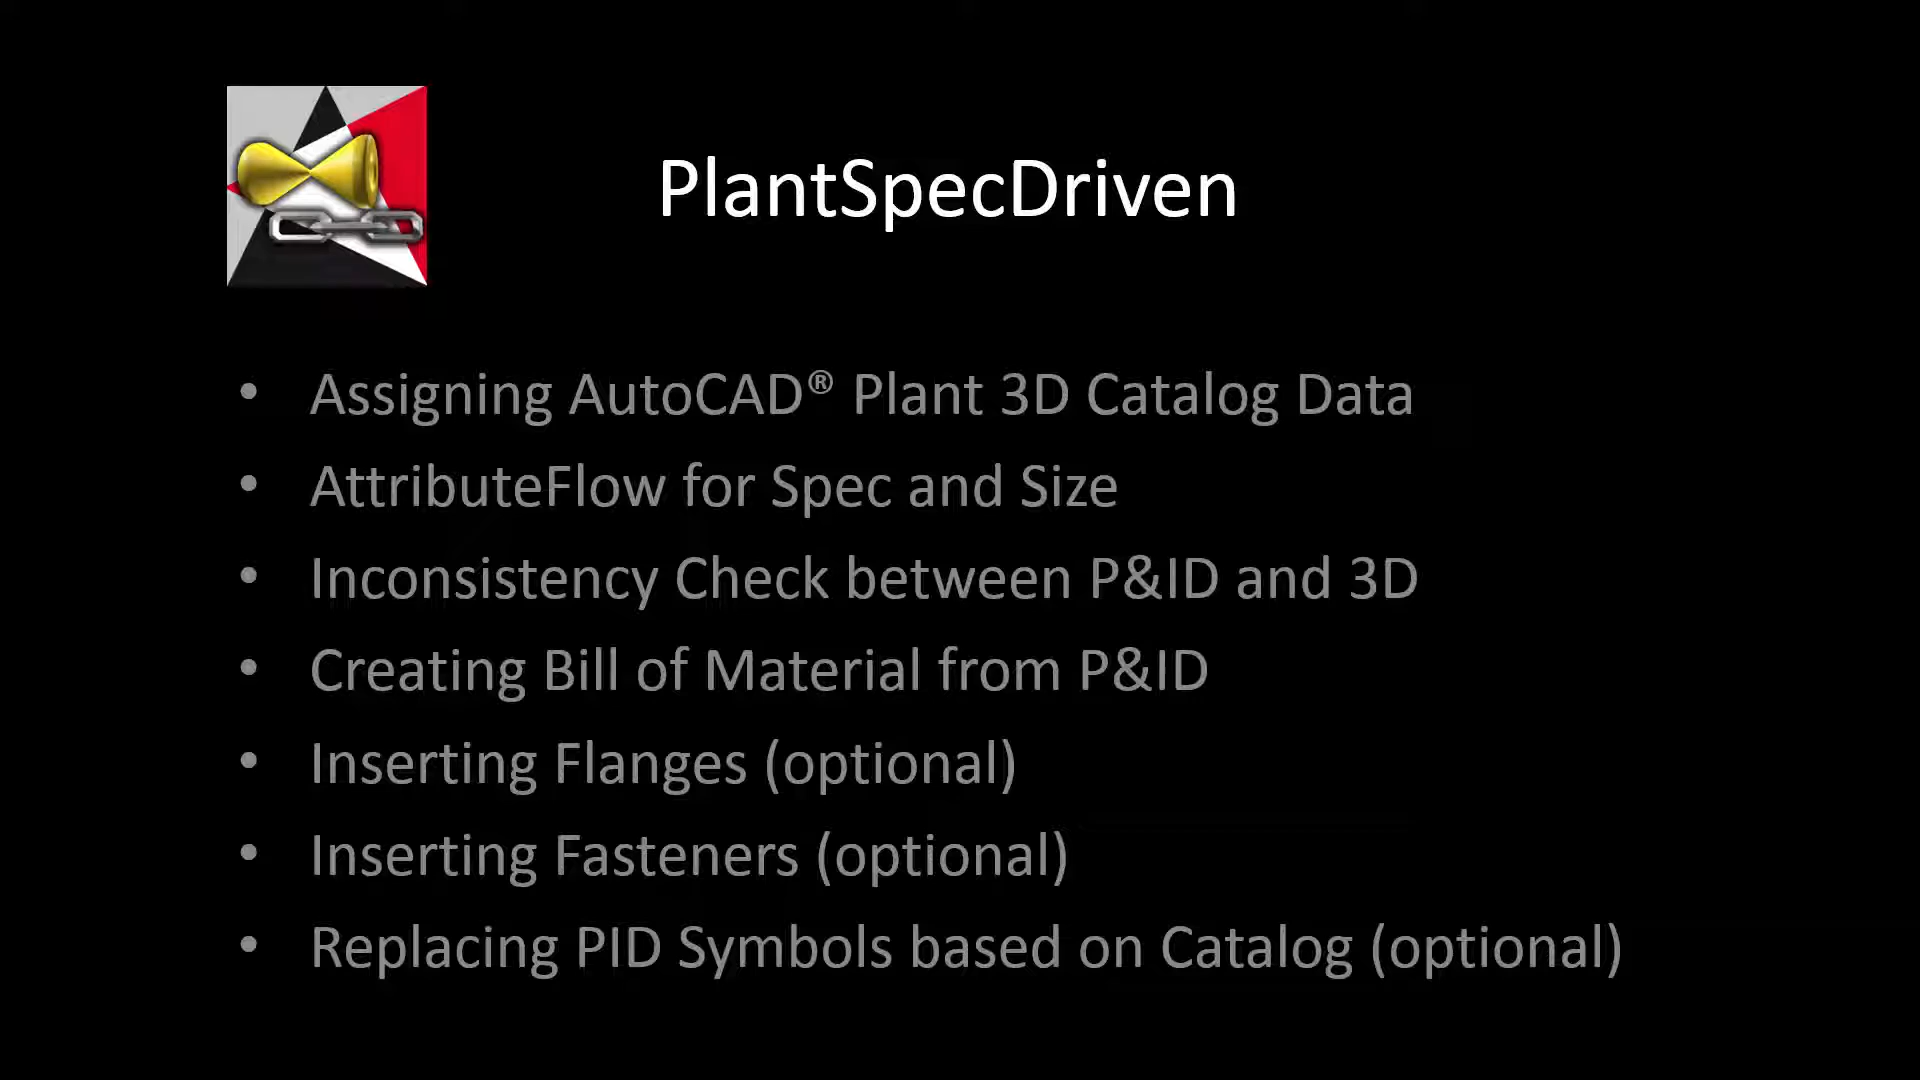 PlantSpecDriven
• Assigning AutoCAD® Plant 3D Catalog Data
• AttributeFlow for Spec and Size
• Inconsistency Check between P&ID and 3D
• Creating Bill of Material from P&ID
• Inserting Flanges (optional)
• Inserting Fasteners (optional)
• Replacing PID Symbols based on Catalog (optional)